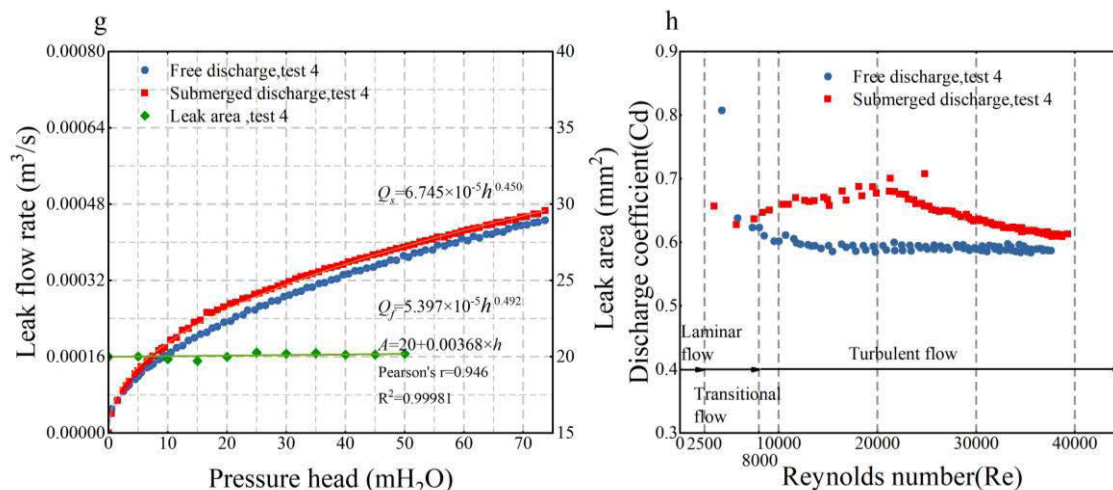 g
Leak flow rate (m³/s)
0.00080
0.00064
0.00048
0.00032
0.00016
0.00000
Free discharge,test 4
Submerged discharge,test 4
Leak area ,test 4
Qₛ=6.745×10⁻⁵h⁰·⁴⁵⁰
Q_f=5.397×10⁻⁵h⁰·⁴⁹²
A=20+0.00368×h
Pearson's r=0.946
R²=0.99981
40
35
30
25
20
15
Leak area (mm²)
0 10 20 30 40 50 60 70
Pressure head (mH₂O)
h
Discharge coefficient(Cd)
0.9
0.8
0.7
0.6
0.5
0.4
0.3
Free discharge,test 4
Submerged discharge,test 4
Laminar
flow
Turbulent flow
Transitional
flow
0 2500 10000 20000 30000 40000
8000
Reynolds number(Re)